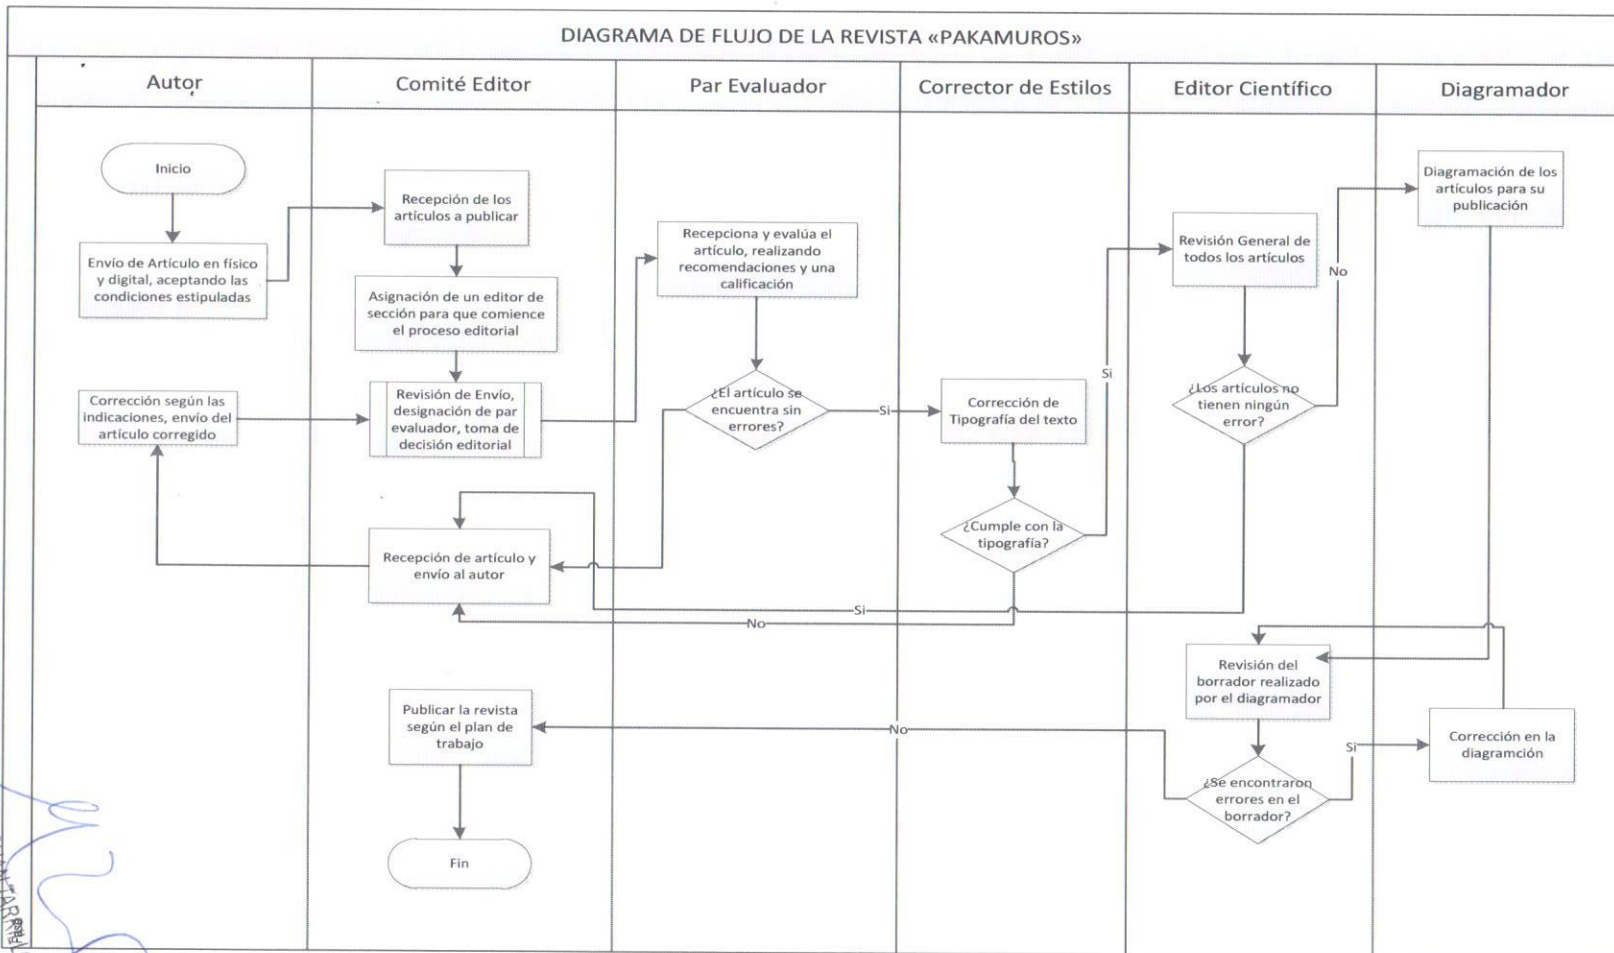 DIAGRAMA DE FLUJO DE LA REVISTA «PAKAMUROS»
Autor
Comité Editor
Par Evaluador
Corrector de Estilos
Editor Científico
Diagramador
Inicio
Envío de Artículo en físico
y digital, aceptando las
condiciones estipuladas
Corrección según las
indicaciones, envío del
artículo corregido
Recepción de los
artículos a publicar
Asignación de un editor de
sección para que comience
el proceso editorial
Revisión de Envío,
designación de par
evaluador, toma de
decisión editorial
Recepción de artículo y
envío al autor
Publicar la revista
según el plan de
trabajo
Fin
Recepciona y evalúa el
artículo, realizando
recomendaciones y una
calificación
¿El artículo se
encuentra sin
errores?
Si
No
Corrección de
Tipografía del texto
¿Cumple con la
tipografía?
Si
Si
No
Revisión General de
todos los artículos
¿Los artículos no
tienen ningún
error?
No
Revisión del
borrador realizado
por el diagramador
¿Se encontraron
errores en el
borrador?
Si
Diagramación de los
artículos para su
publicación
Corrección en la
diagramción
Fase